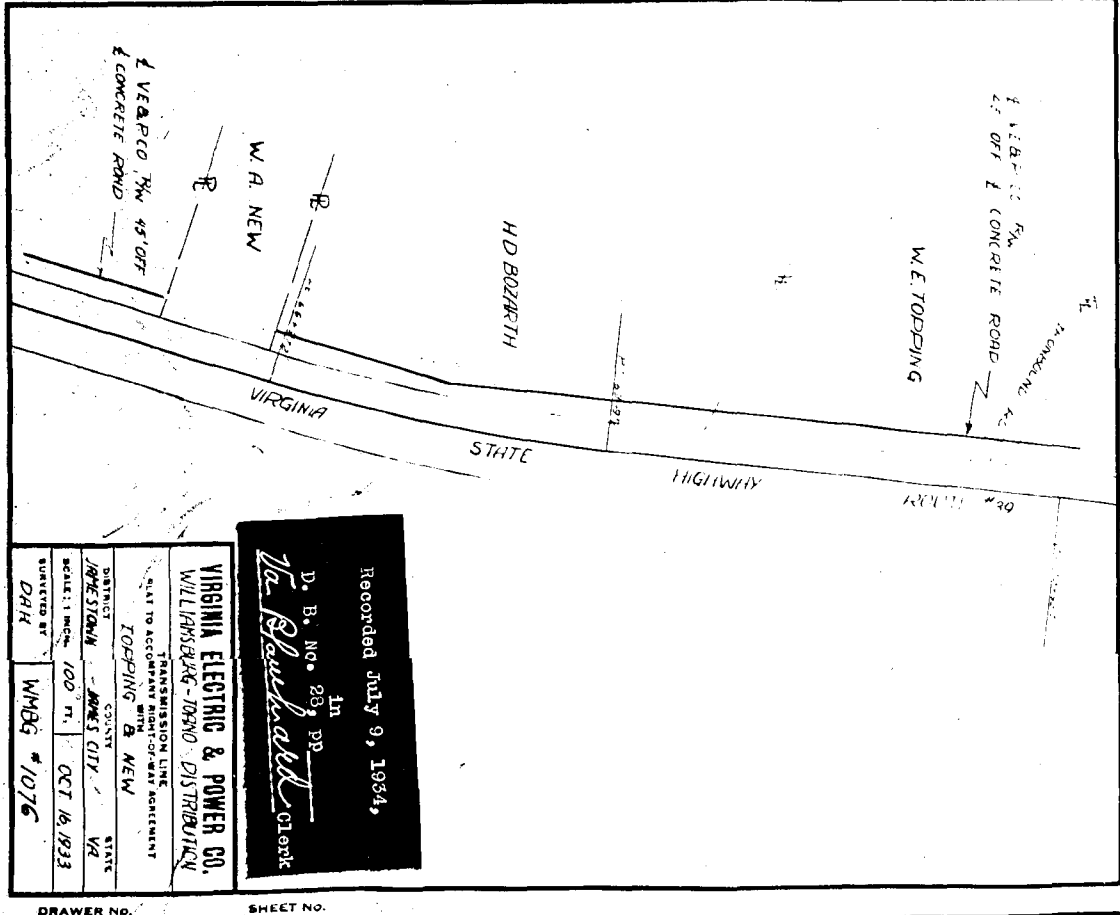 ℄ VE&PCO R/W 45' OFF
℄ CONCRETE ROAD
W. A. NEW
H D BOZARTH
W. E. TOPPING
OFF ℄ CONCRETE ROAD
VIRGINIA
STATE
HIGHWAY
Recorded July 9, 1934,
in
D. B. No. 28, pp
Clerk
VIRGINIA ELECTRIC & POWER CO.
WILLIAMSBURG - TOANO DISTRIBUTION
TRANSMISSION LINE
PLAT TO ACCOMPANY RIGHT-OF-WAY AGREEMENT
WITH
TOPPING & NEW
DISTRICT COUNTY STATE
JAMESTOWN - JAMES CITY VA
SCALE: 1 INCH= 100 FT. OCT 16, 1933
SURVEYED BY
DAH
WMBG #1076
DRAWER NO. SHEET NO.